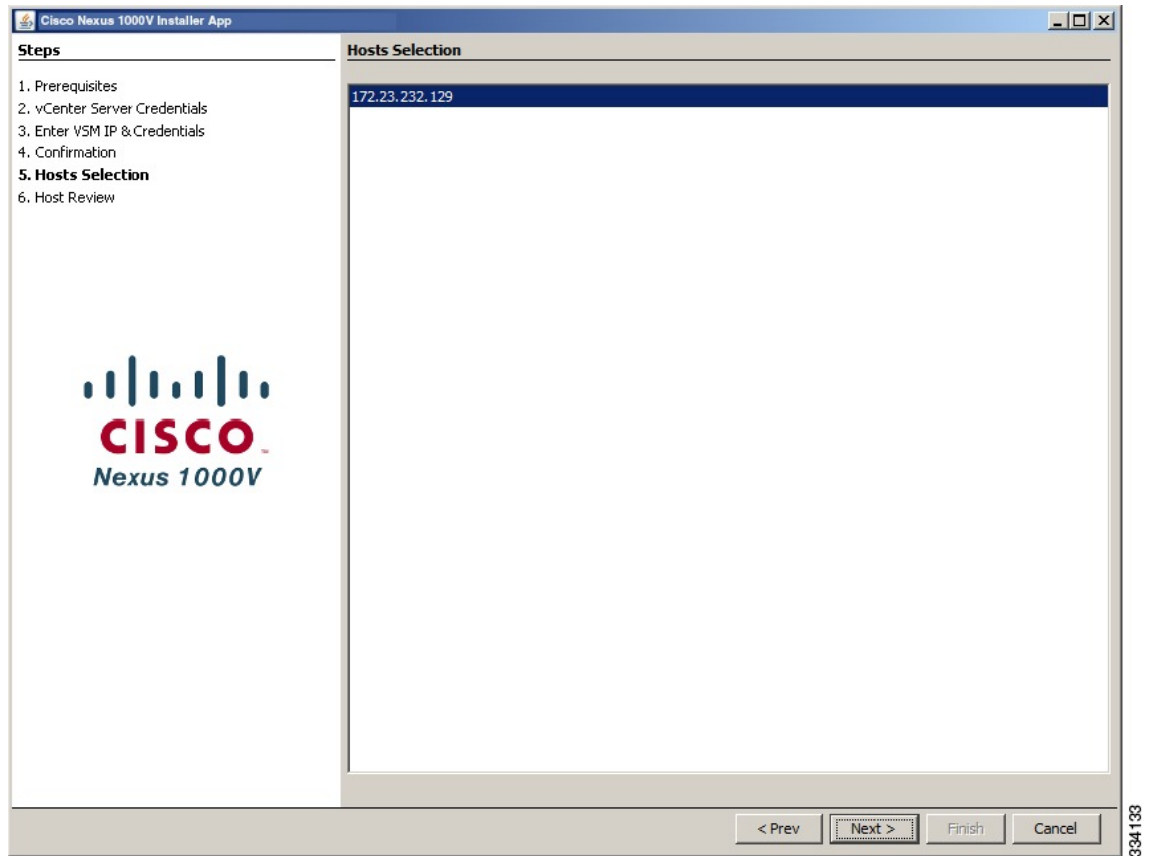 Cisco Nexus 1000V Installer App
Steps
1. Prerequisites
2. vCenter Server Credentials
3. Enter VSM IP & Credentials
4. Confirmation
5. Hosts Selection
6. Host Review
CISCO™
Nexus 1000V
Hosts Selection
172.23.232.129
< Prev
Next >
Finish
Cancel
334133